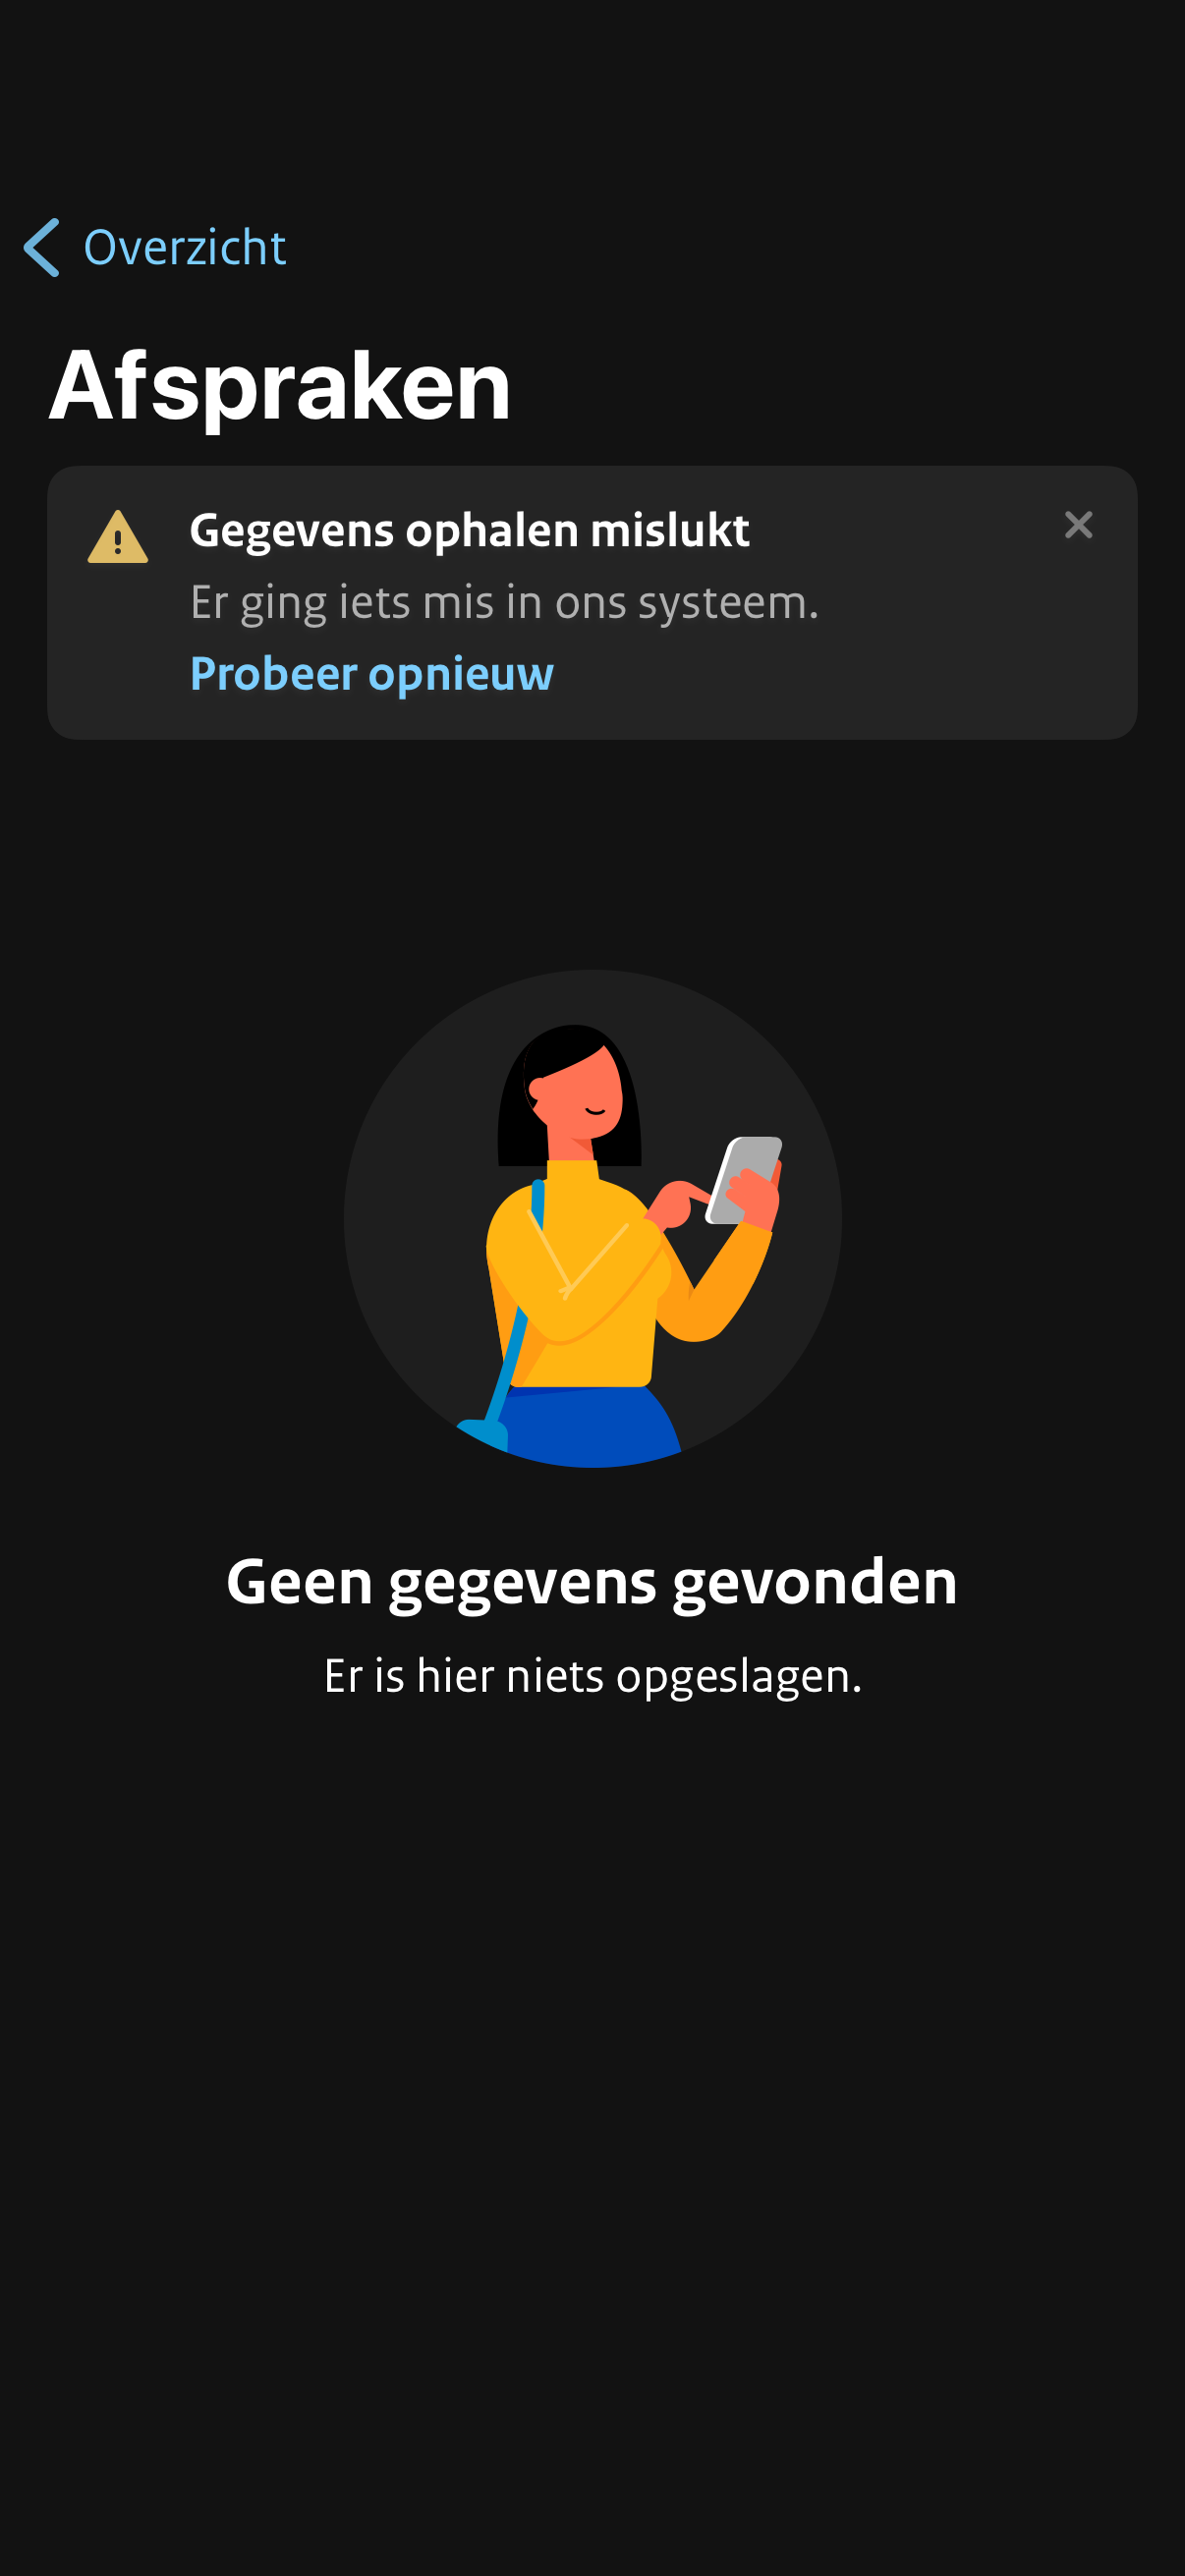 Overzicht
Afspraken
Gegevens ophalen mislukt
Er ging iets mis in ons systeem.
Probeer opnieuw
Geen gegevens gevonden
Er is hier niets opgeslagen.